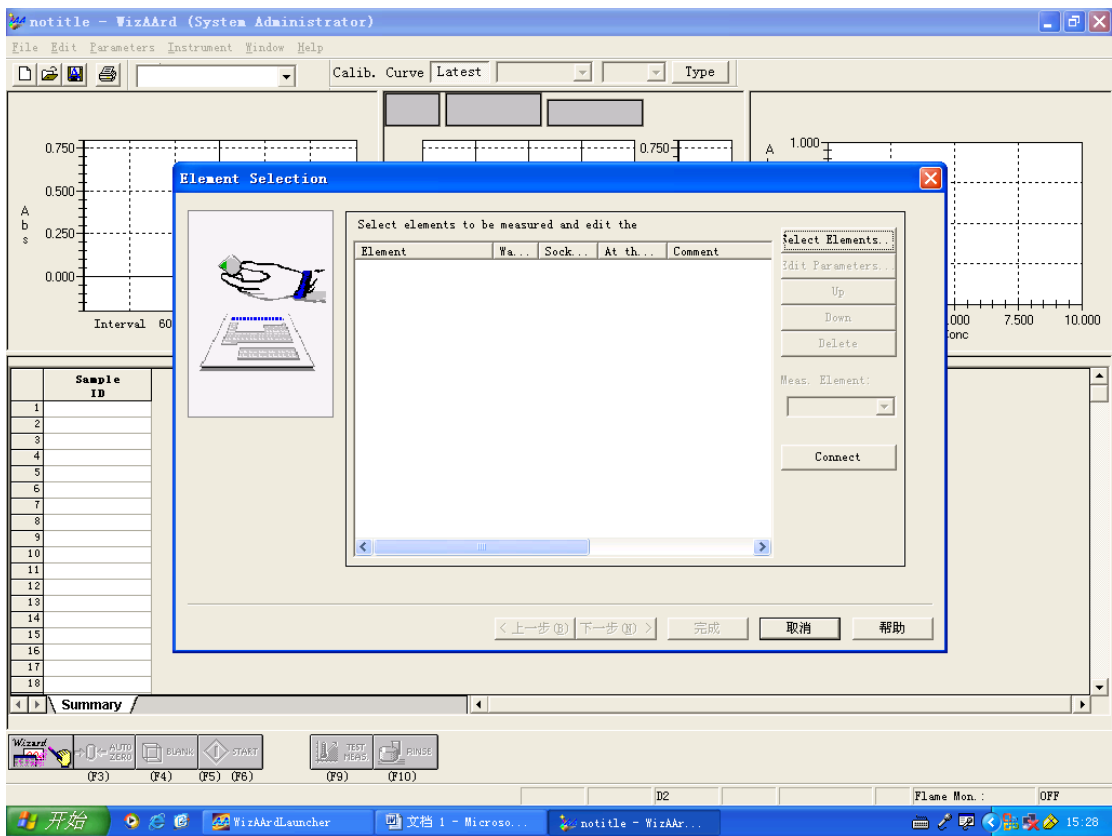 notitle - WizAArd (System Administrator)
File Edit Parameters Instrument Window Help
Calib. Curve Latest Type
0.750
0.500
0.250
0.000
Abs
Interval 60
0.750
A 1.000
.000 7.500 10.000
onc
Element Selection
Select elements to be measured and edit the
Element Wa... Sock... At th... Comment
Select Elements..
Edit Parameters..
Up
Down
Delete
Meas. Element:
Connect
< 上一步(B) 下一步(N) > 完成 取消 帮助
Sample
ID
1
2
3
4
5
6
7
8
9
10
11
12
13
14
15
16
17
18
Summary
Wizard AUTO ZERO BLANK START TEST MEAS. RINSE
(F3) (F4) (F5) (F6) (F9) (F10)
D2 Flame Mon.: OFF
开始 WizAArdLauncher 文档 1 - Microso... notitle - WizAAr... 15:28